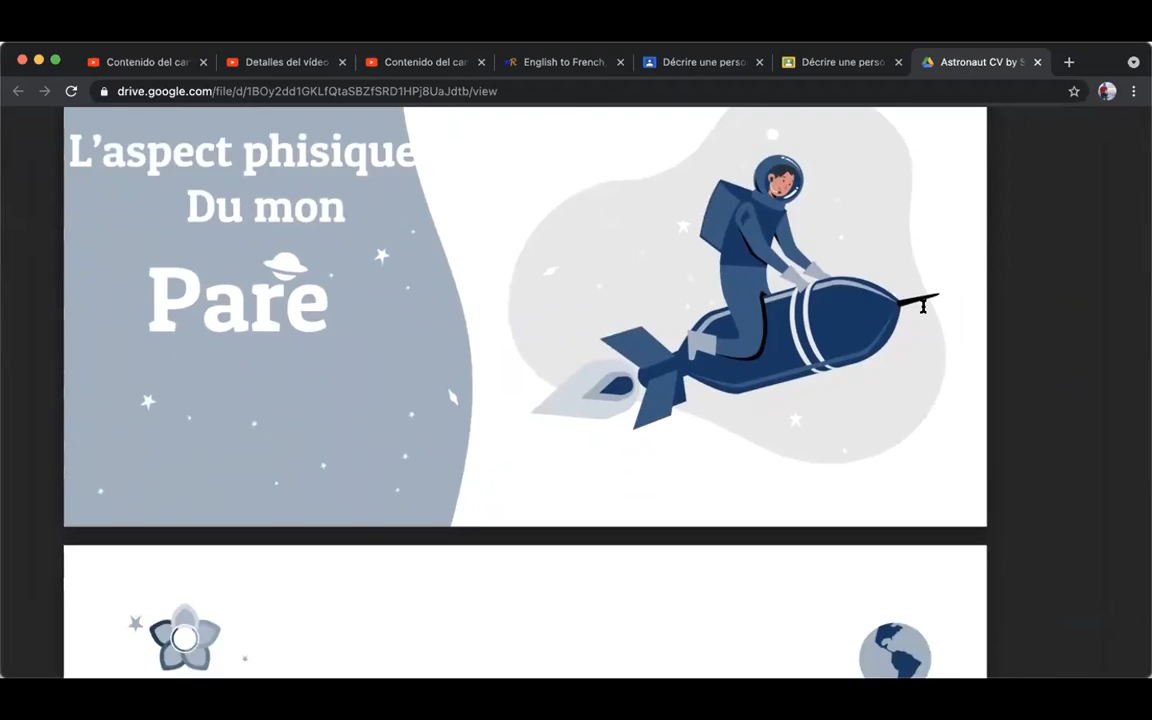 Contenido del car
Detalles del vídeo
Contenido del car
English to French,
Décrire une perso
Décrire une perso
Astronaut CV by S
drive.google.com/file/d/1BOy2dd1GKLfQtaSBZfSRD1HPj8UaJdtb/view
L'aspect phisique
Du mon
Pare